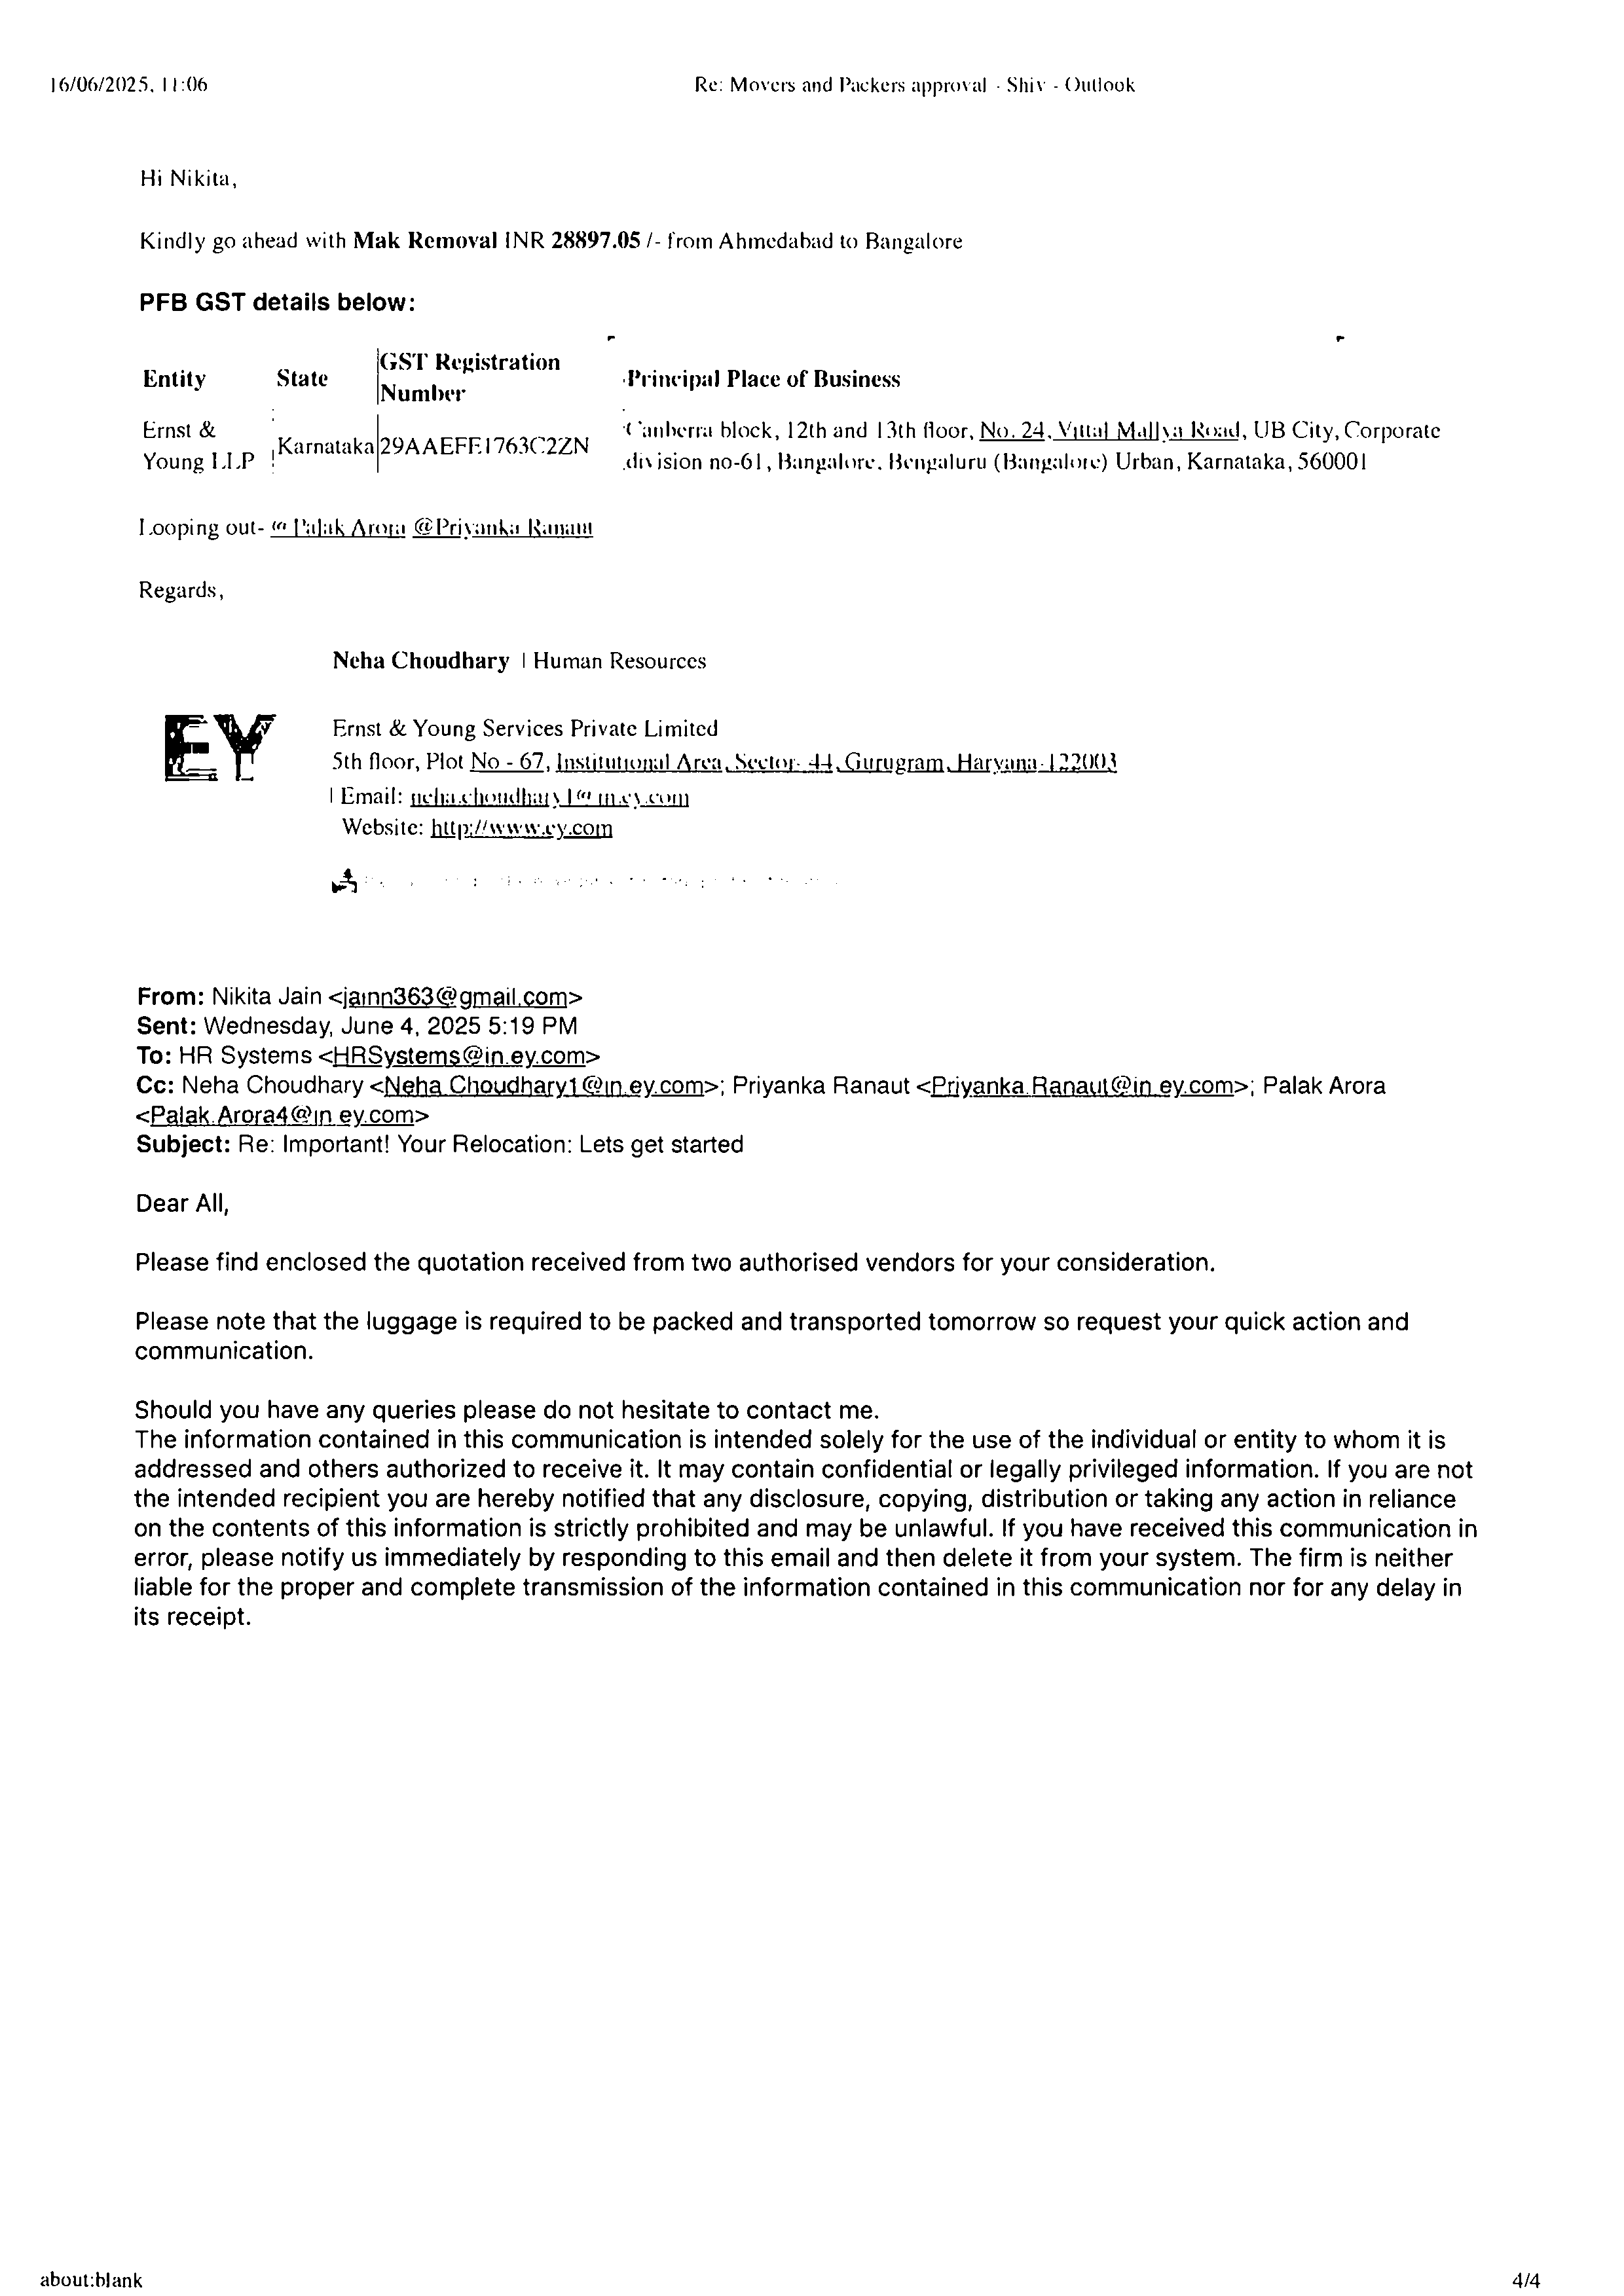 16/06/2025, 11:06
Re: Movers and Packers approval - Shiv - Outlook
Hi Nikita,
Kindly go ahead with Mak Removal INR 28897.05 /- from Ahmedabad to Bangalore
PFB GST details below:
Entity State GST Registration Number Principal Place of Business
Ernst & Young LLP Karnataka 29AAEFE1763C2ZN Canberra block, 12th and 13th floor, No. 24, Vittal Mallya Road, UB City, Corporate
division no-61, Bangalore, Bengaluru (Bangalore) Urban, Karnataka, 560001
Looping out- @Palak Arora @Priyanka Ranaut
Regards,
Neha Choudhary | Human Resources
EY
Ernst & Young Services Private Limited
5th floor, Plot No - 67, Institutional Area, Sector- 44, Gurugram, Haryana-122003
| Email: neha.choudhary1@in.ey.com
Website: http://www.ey.com
From: Nikita Jain <jainn363@gmail.com>
Sent: Wednesday, June 4, 2025 5:19 PM
To: HR Systems <HRSystems@in.ey.com>
Cc: Neha Choudhary <Neha.Choudhary1@in.ey.com>; Priyanka Ranaut <Priyanka.Ranaut@in.ey.com>; Palak Arora
<Palak.Arora4@in.ey.com>
Subject: Re: Important! Your Relocation: Lets get started
Dear All,
Please find enclosed the quotation received from two authorised vendors for your consideration.
Please note that the luggage is required to be packed and transported tomorrow so request your quick action and
communication.
Should you have any queries please do not hesitate to contact me.
The information contained in this communication is intended solely for the use of the individual or entity to whom it is
addressed and others authorized to receive it. It may contain confidential or legally privileged information. If you are not
the intended recipient you are hereby notified that any disclosure, copying, distribution or taking any action in reliance
on the contents of this information is strictly prohibited and may be unlawful. If you have received this communication in
error, please notify us immediately by responding to this email and then delete it from your system. The firm is neither
liable for the proper and complete transmission of the information contained in this communication nor for any delay in
its receipt.
about:blank
4/4